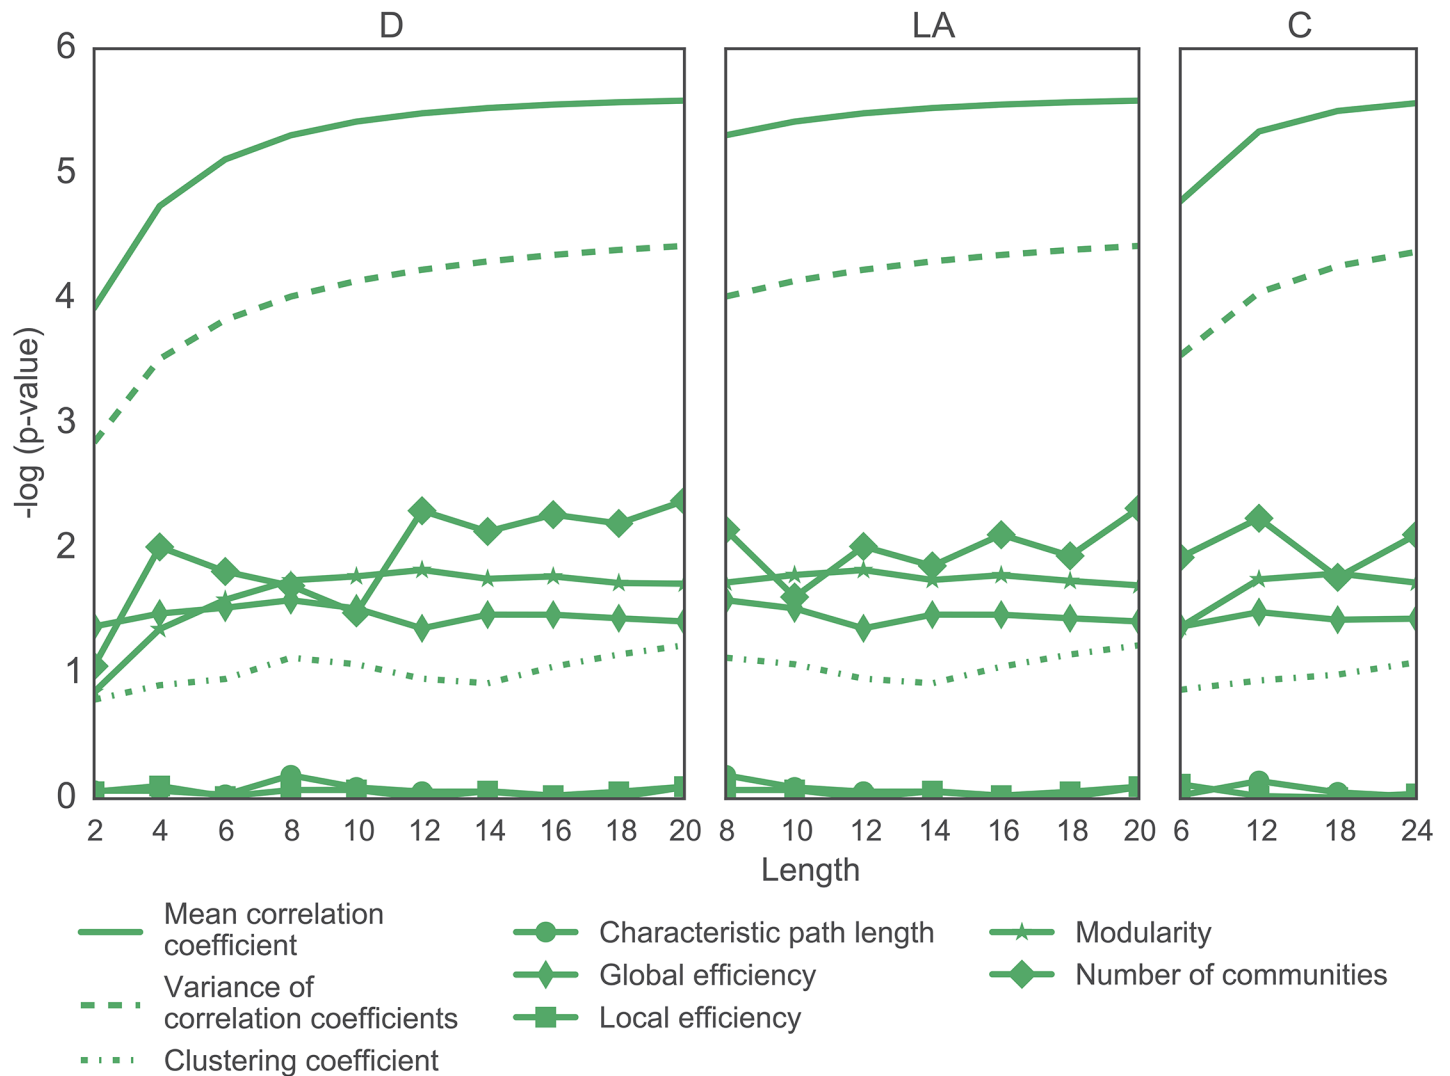 D LA C
6
5
4
3
2
1
0
-log (p-value)
2 4 6 8 10 12 14 16 18 20 8 10 12 14 16 18 20 6 12 18 24
Length
Mean correlation
coefficient
Variance of
correlation coefficients
Clustering coefficient
Characteristic path length
Global efficiency
Local efficiency
Modularity
Number of communities